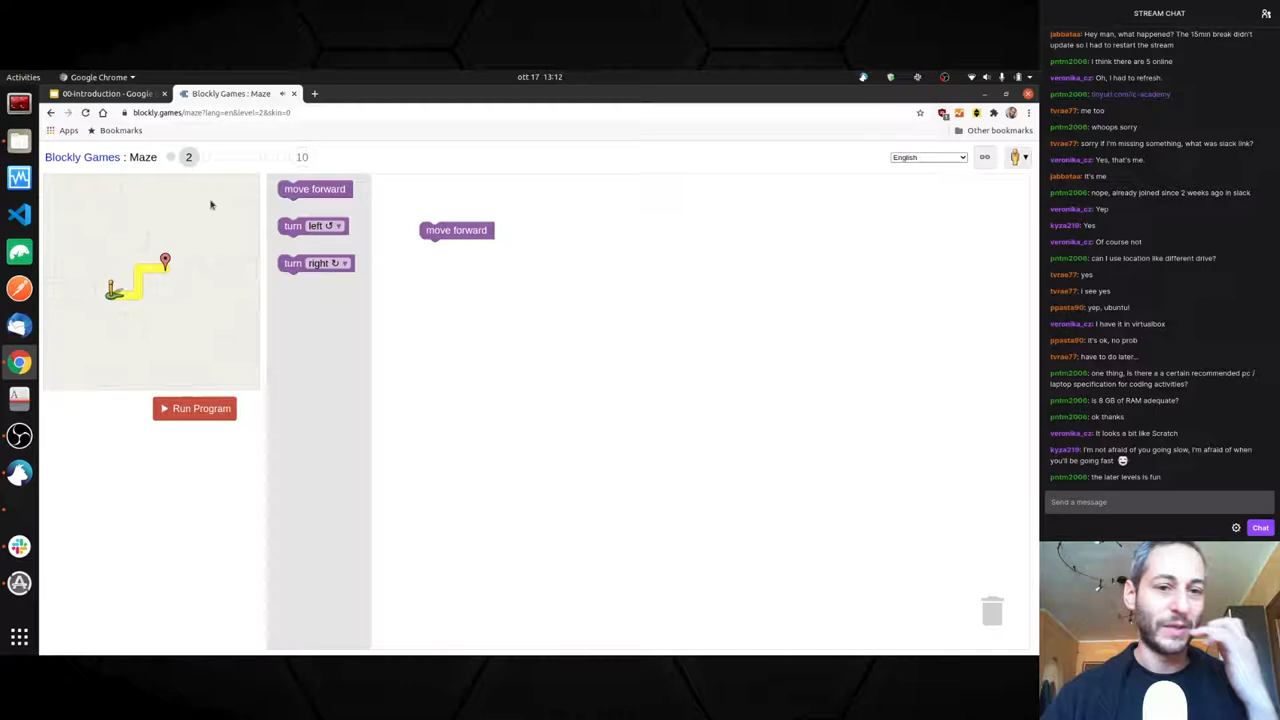 STREAM CHAT
jabbataa: Hey man, what happened? The 15min break didn't
update so I had to restart the stream
pntm2006: I think there are 5 online
veronika_cz: Oh, I had to refresh.
pntm2006: tinyurl.com/ic-academy
tvrae77: me too
pntm2006: whoops sorry
tvrae77: sorry if I'm missing something, what was slack link?
veronika_cz: Yes, that's me.
jabbataa: It's me
pntm2006: nope, already joined since 2 weeks ago in slack
veronika_cz: Yep
kyza219: Yes
veronika_cz: Of course not
pntm2006: can I use location like different drive?
tvrae77: yes
tvrae77: i see yes
ppasta90: yep, ubuntu!
veronika_cz: I have it in virtualbox
ppasta90: it's ok, no prob
tvrae77: have to do later...
pntm2006: one thing, is there a a certain recommended pc /
laptop specification for coding activities?
pntm2006: is 8 GB of RAM adequate?
pntm2006: ok thanks
veronika_cz: It looks a bit like Scratch
kyza219: I'm not afraid of you going slow, I'm afraid of when
you'll be going fast
pntm2006: the later levels is fun
Send a message
Chat
Activities
Google Chrome
ott 17 13:12
00-introduction - Google
Blockly Games : Maze
blockly.games/maze?lang=en&level=2&skin=0
Apps
Bookmarks
Other bookmarks
Blockly Games : Maze
2
10
English
move forward
turn left ↺
turn right ↻
move forward
Run Program